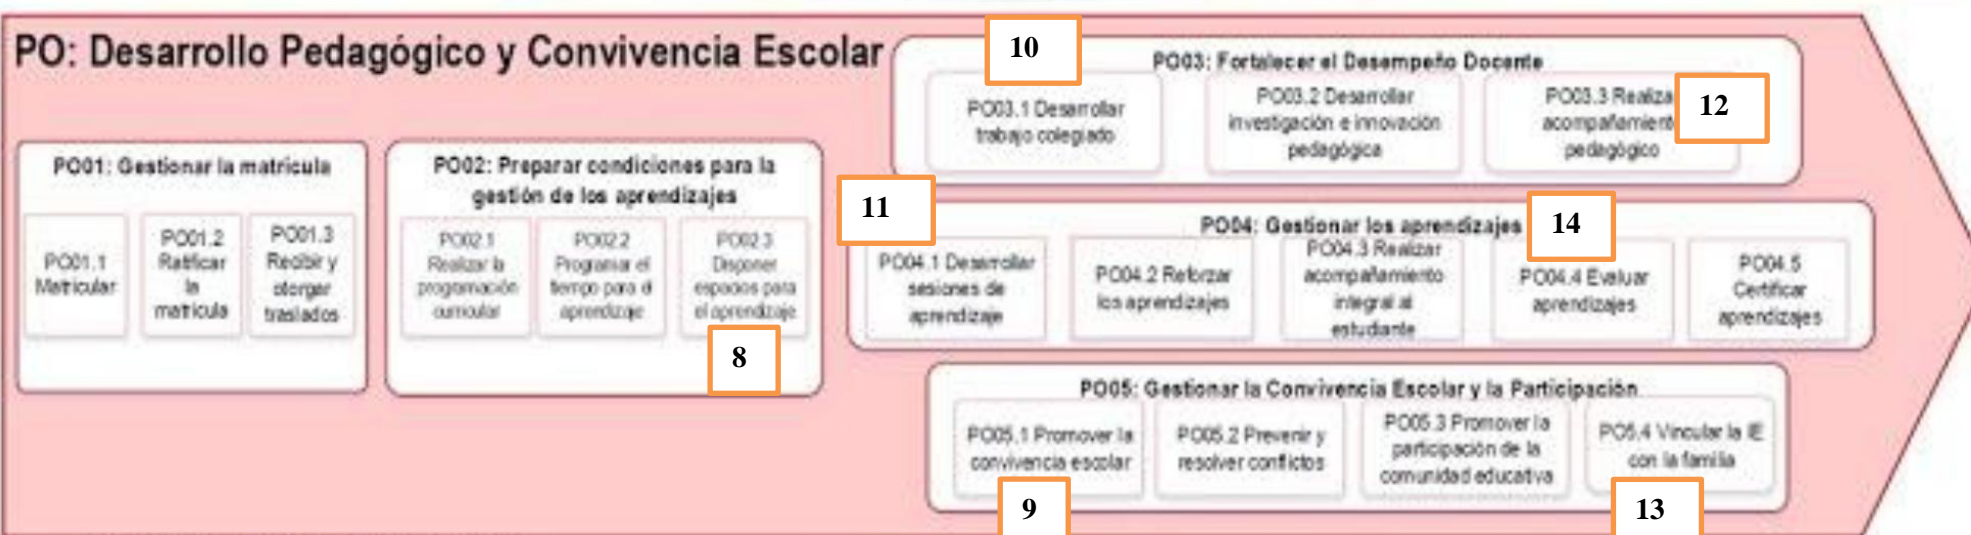 PO: Desarrollo Pedagógico y Convivencia Escolar
PO01: Gestionar la matricula
PO01.1
Matricular
PO01.2
Ratificar
la
matricula
PO01.3
Recibir y
otorgar
traslados
PO02: Preparar condiciones para la
gestión de los aprendizajes
PO02.1
Realizar la
programación
curricular
PO02.2
Programar el
tiempo para el
aprendizaje
PO02.3
Disponer
espacios para
el aprendizaje
8
10
PO03: Fortalecer el Desempeño Docente
PO03.1 Desarrollar
trabajo colegiado
PO03.2 Desarrollar
investigación e innovación
pedagógica
PO03.3 Realiza
acompañamient
pedagógico
12
11
PO04: Gestionar los aprendizajes
14
PO04.1 Desarrollar
sesiones de
aprendizaje
PO04.2 Reforzar
los aprendizajes
PO04.3 Realizar
acompañamiento
integral al
estudiante
PO04.4 Evaluar
aprendizajes
PO04.5
Certificar
aprendizajes
PO05: Gestionar la Convivencia Escolar y la Participación
PO05.1 Promover la
convivencia escolar
PO05.2 Prevenir y
resolver conflictos
PO05.3 Promover la
participación de la
comunidad educativa
PO5.4 Vincular la IE
con la familia
9
13